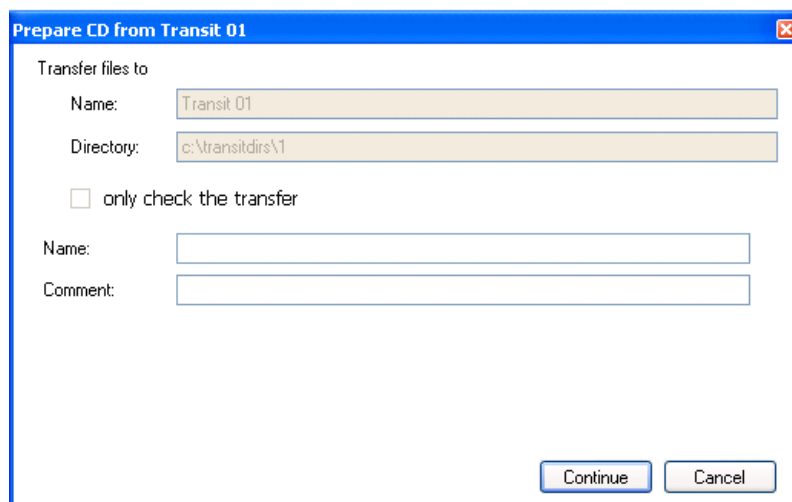 Prepare CD from Transit 01
Transfer files to
Name: Transit 01
Directory: c:\transitdirs\1
only check the transfer
Name:
Comment:
Continue Cancel